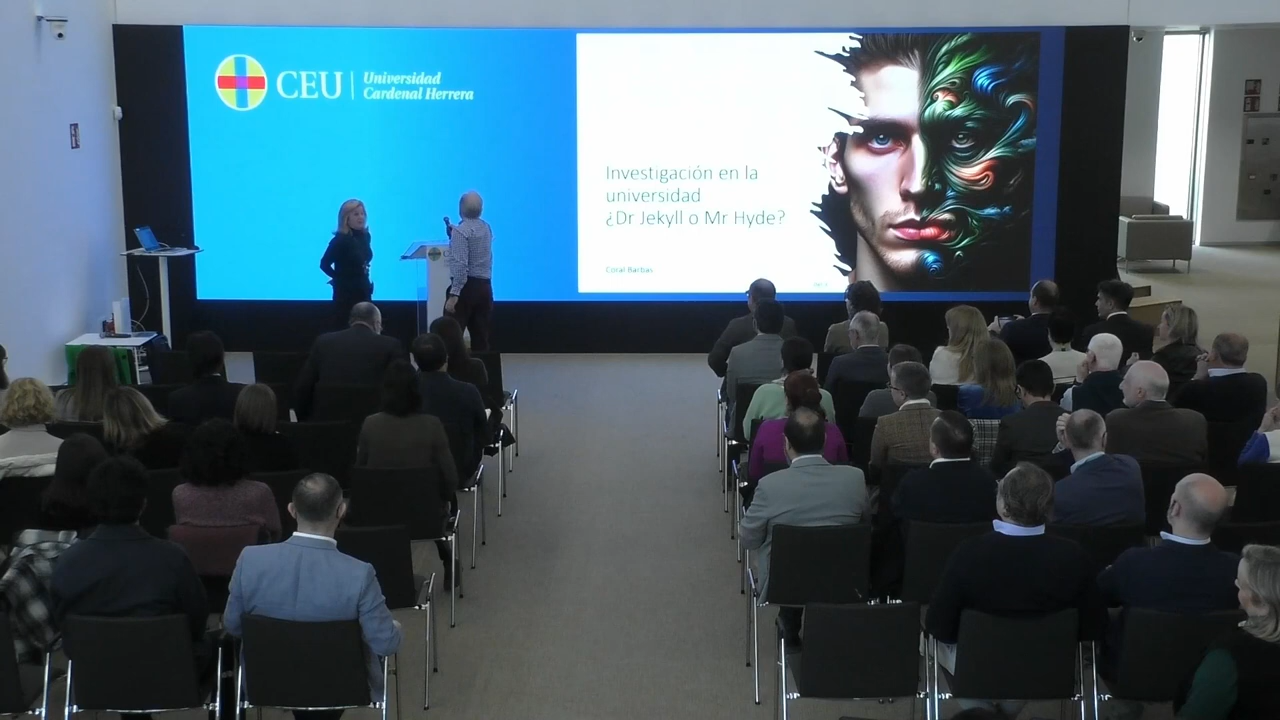 CEU
Universidad
Cardenal Herrera
Investigación en la
universidad
¿Dr Jekyll o Mr Hyde?
Coral Barbas